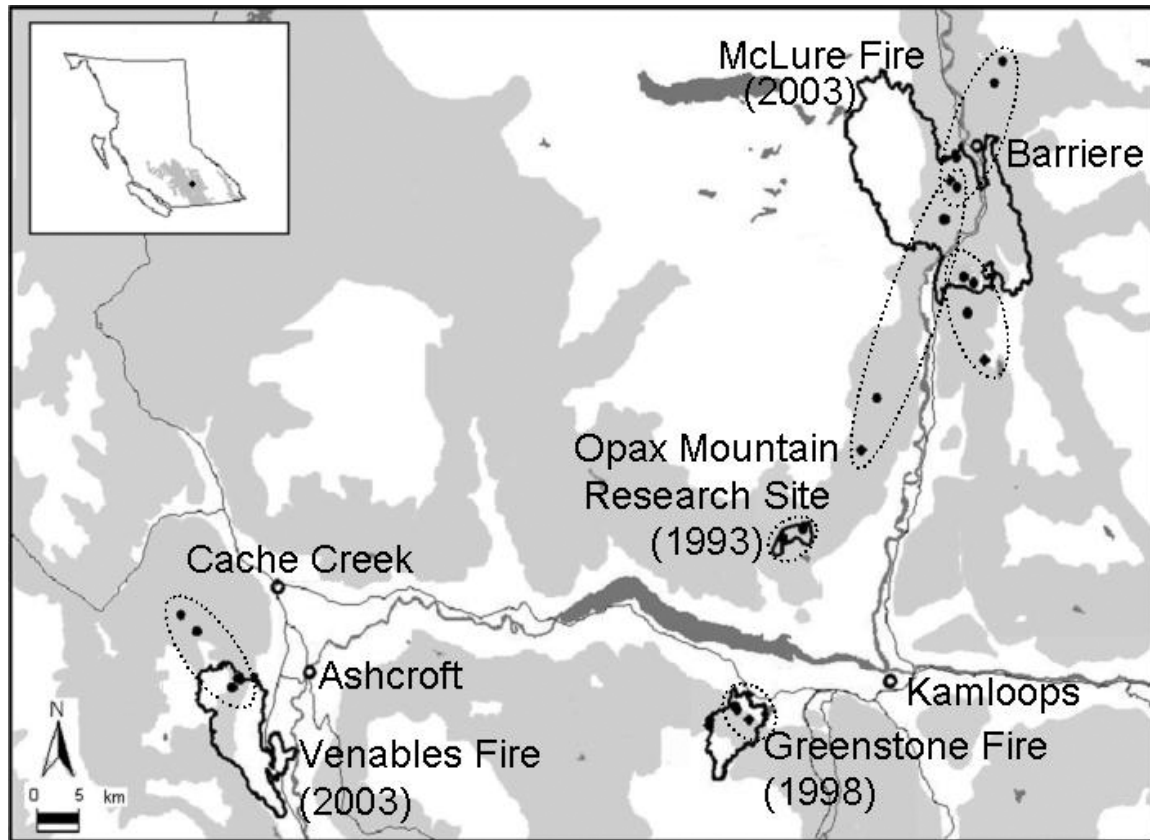 McLure Fire
(2003)
Barriere
Opax Mountain
Research Site
(1993)
Cache Creek
Ashcroft
Kamloops
Venables Fire
(2003)
Greenstone Fire
(1998)
N
0 5 km